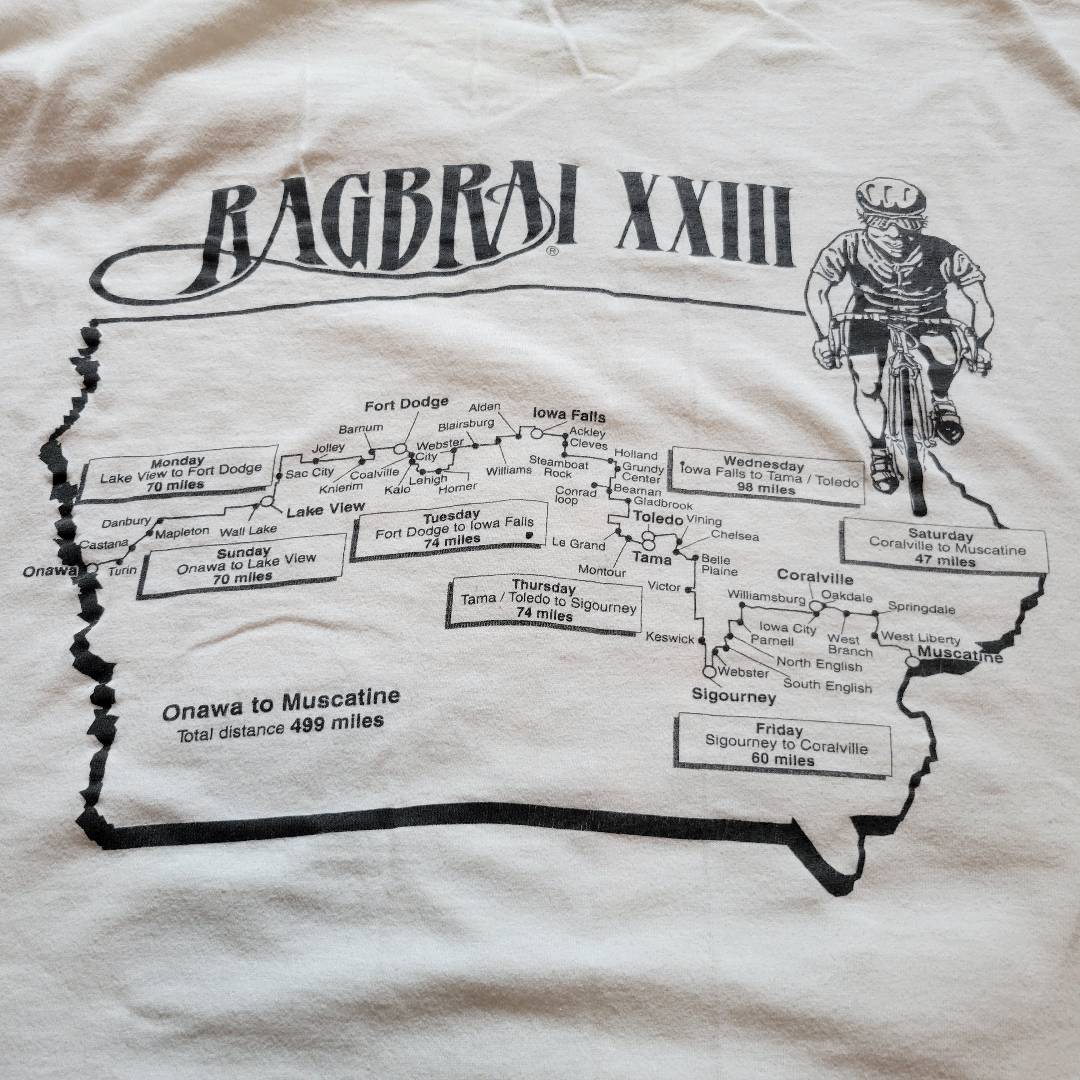 RAGBRAI XXIII
®
Fort Dodge
Alden
Iowa Falls
Barnum
Blairsburg
Ackley
Cleves
Jolley
Webster
City
Holland
Monday
Lake View to Fort Dodge
70 miles
Sac City
Coalville
Knierim
Kalo
Lehigh
Homer
Williams
Steamboat
Rock
Grundy
Center
Wednesday
Iowa Falls to Tama / Toledo
98 miles
Conrad
loop
Beaman
Gladbrook
Lake View
Danbury
Mapleton
Wall Lake
Tuesday
Fort Dodge to Iowa Falls
74 miles
Toledo
Vining
Chelsea
Castana
Onawa
Turin
Sunday
Onawa to Lake View
70 miles
Le Grand
Montour
Tama
Belle
Plaine
Saturday
Coralville to Muscatine
47 miles
Thursday
Tama / Toledo to Sigourney
74 miles
Victor
Coralville
Williamsburg
Oakdale
Springdale
Keswick
Iowa City
Parnell
West
Branch
West Liberty
Muscatine
North English
Webster
South English
Sigourney
Onawa to Muscatine
Total distance 499 miles
Friday
Sigourney to Coralville
60 miles